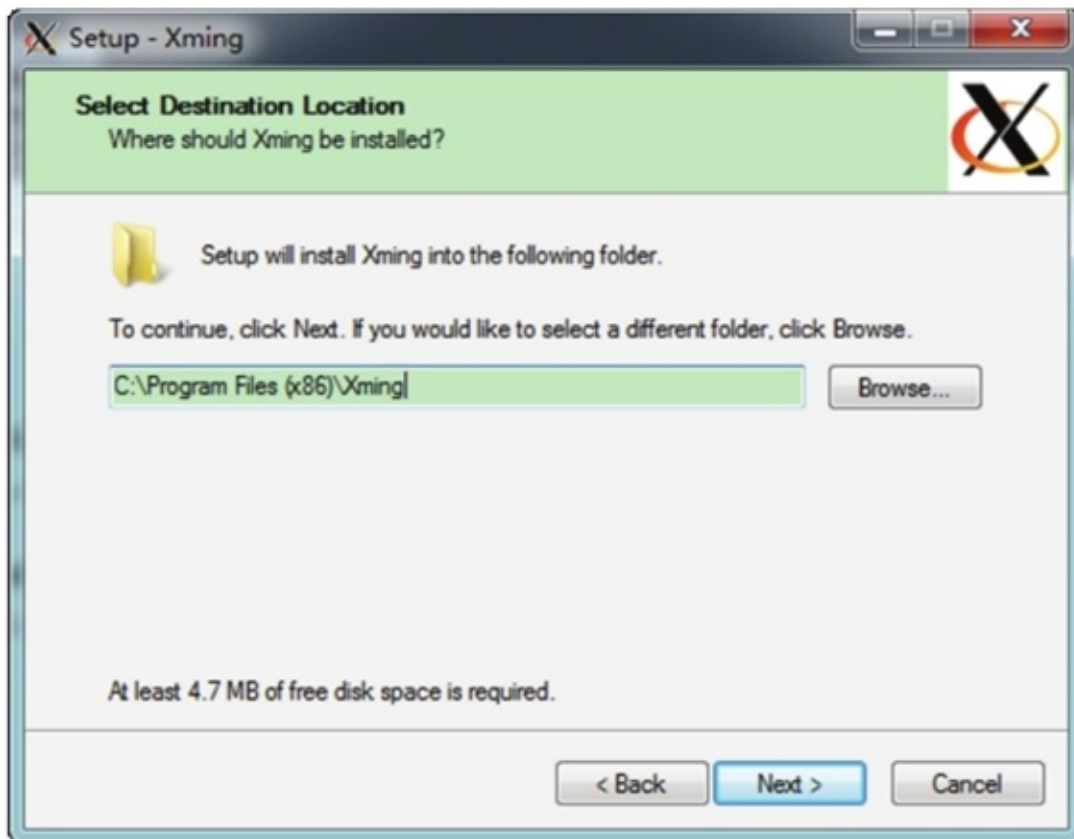 Setup - Xming
Select Destination Location
Where should Xming be installed?
Setup will install Xming into the following folder.
To continue, click Next. If you would like to select a different folder, click Browse.
C:\Program Files (x86)\Xming
Browse...
At least 4.7 MB of free disk space is required.
< Back
Next >
Cancel